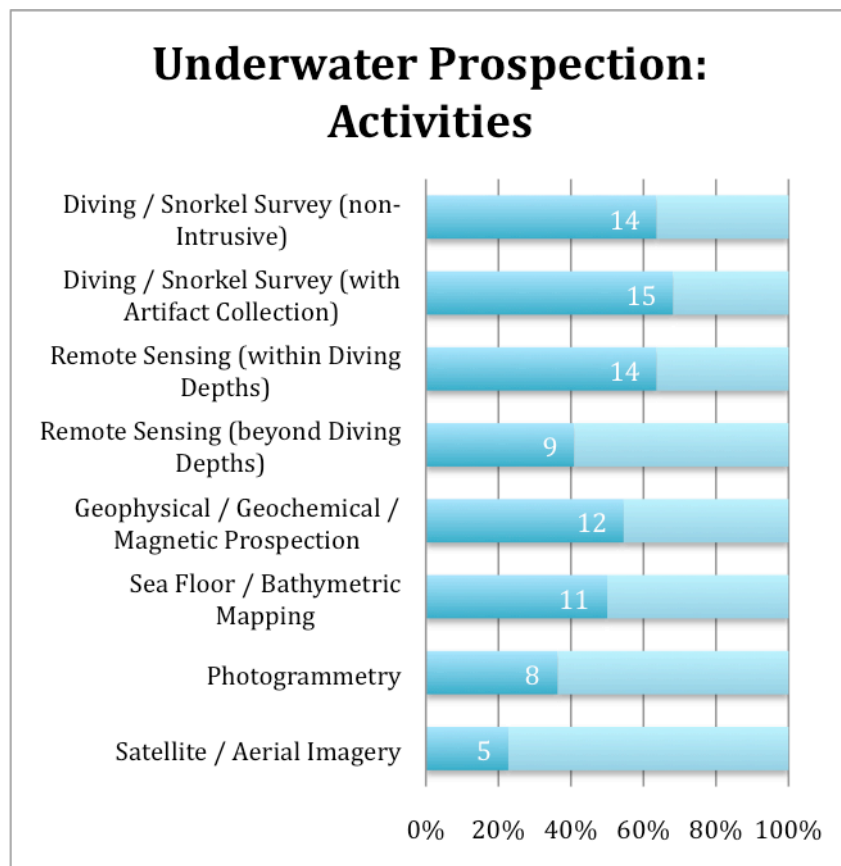 Underwater Prospection:
Activities
Diving / Snorkel Survey (non-
Intrusive)
14
Diving / Snorkel Survey (with
Artifact Collection)
15
Remote Sensing (within Diving
Depths)
14
Remote Sensing (beyond Diving
Depths)
9
Geophysical / Geochemical /
Magnetic Prospection
12
Sea Floor / Bathymetric
Mapping
11
Photogrammetry
8
Satellite / Aerial Imagery
5
0% 20% 40% 60% 80% 100%